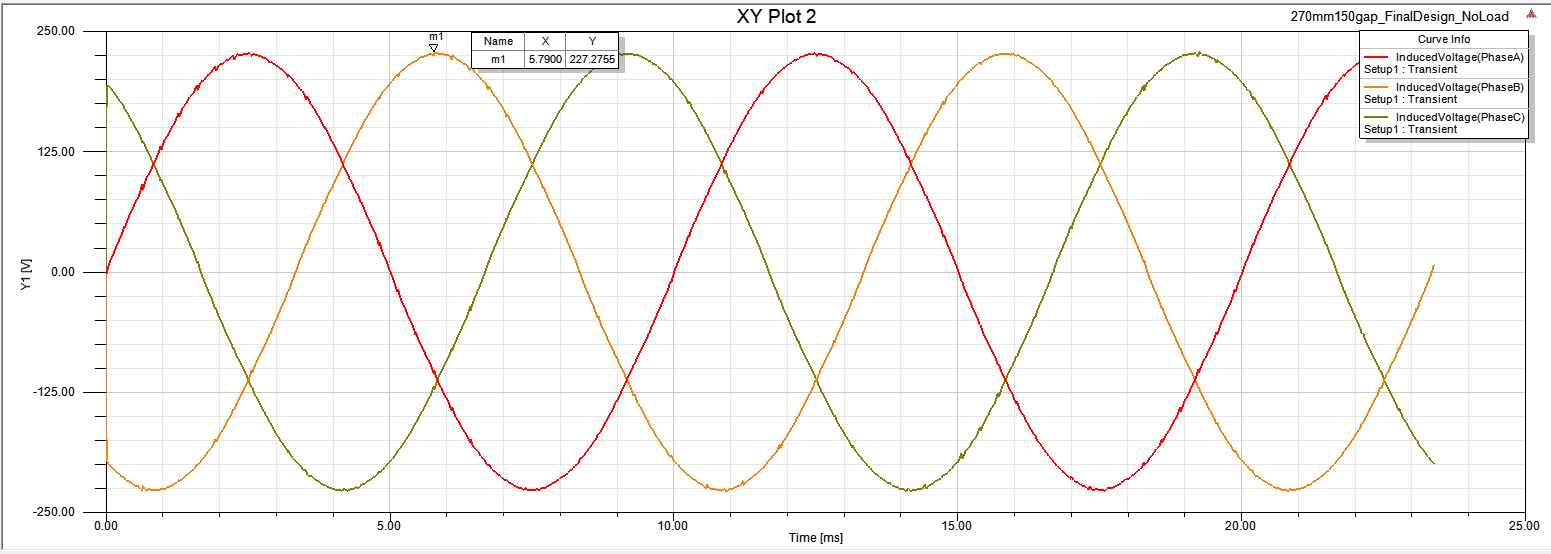 XY Plot 2
270mm150gap_FinalDesign_NoLoad
m1
Name X Y
m1 5.7900 227.2755
Curve Info
InducedVoltage(PhaseA)
Setup1 : Transient
InducedVoltage(PhaseB)
Setup1 : Transient
InducedVoltage(PhaseC)
Setup1 : Transient
250.00
125.00
0.00
-125.00
-250.00
Y1 [V]
0.00 5.00 10.00 15.00 20.00 25.00
Time [ms]